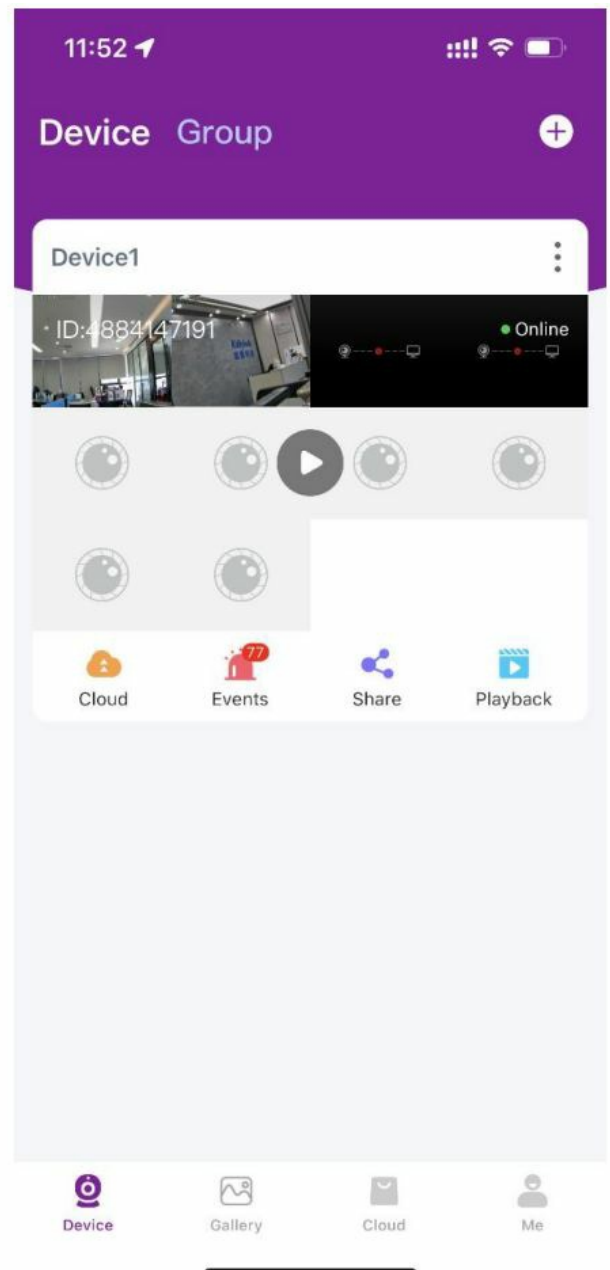 11:52
Device Group
Device1
ID:4884147191
Online
77
Cloud Events Share Playback
Device Gallery Cloud Me